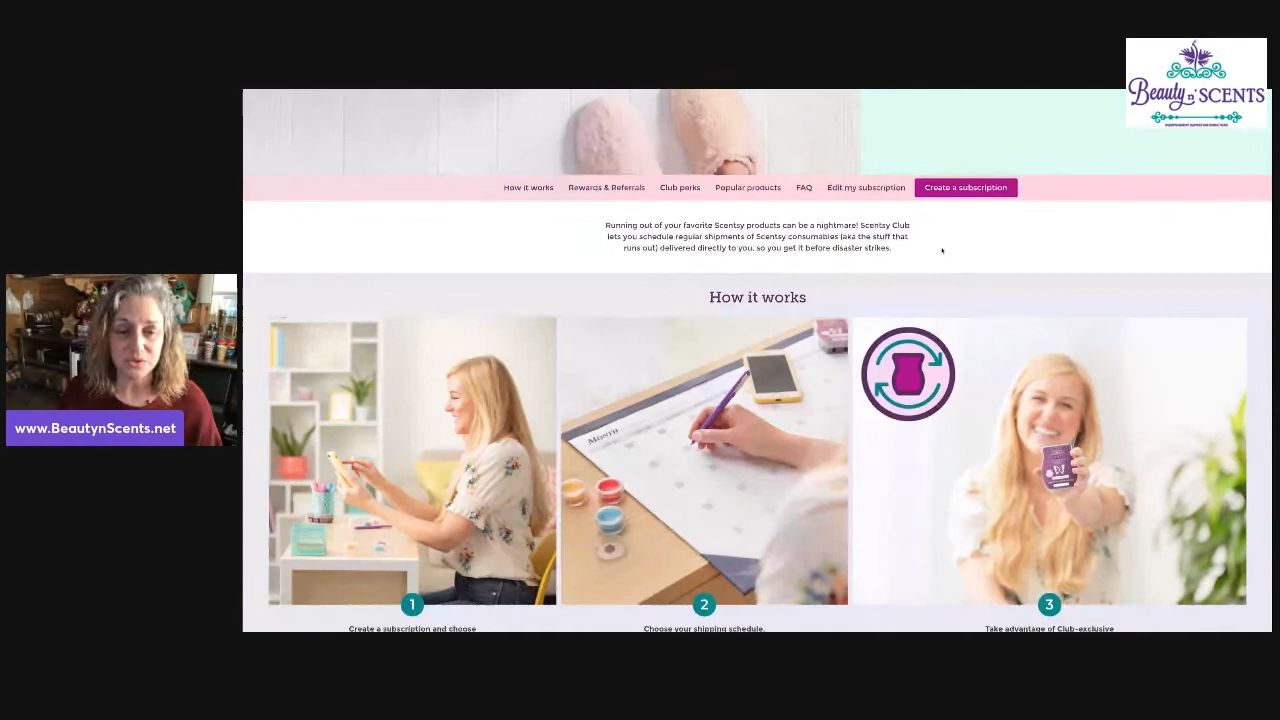 Beauty n' SCENTS
How it works
Rewards & Referrals
Club perks
Popular products
FAQ
Edit my subscription
Create a subscription
Running out of your favorite Scentsy products can be a nightmare! Scentsy Club
lets you schedule regular shipments of Scentsy consumables (aka the stuff that
runs out) delivered directly to you, so you get it before disaster strikes.
How it works
Month
www.BeautynScents.net
1
2
3
Create a subscription and choose
Choose your shipping schedule.
Take advantage of Club-exclusive